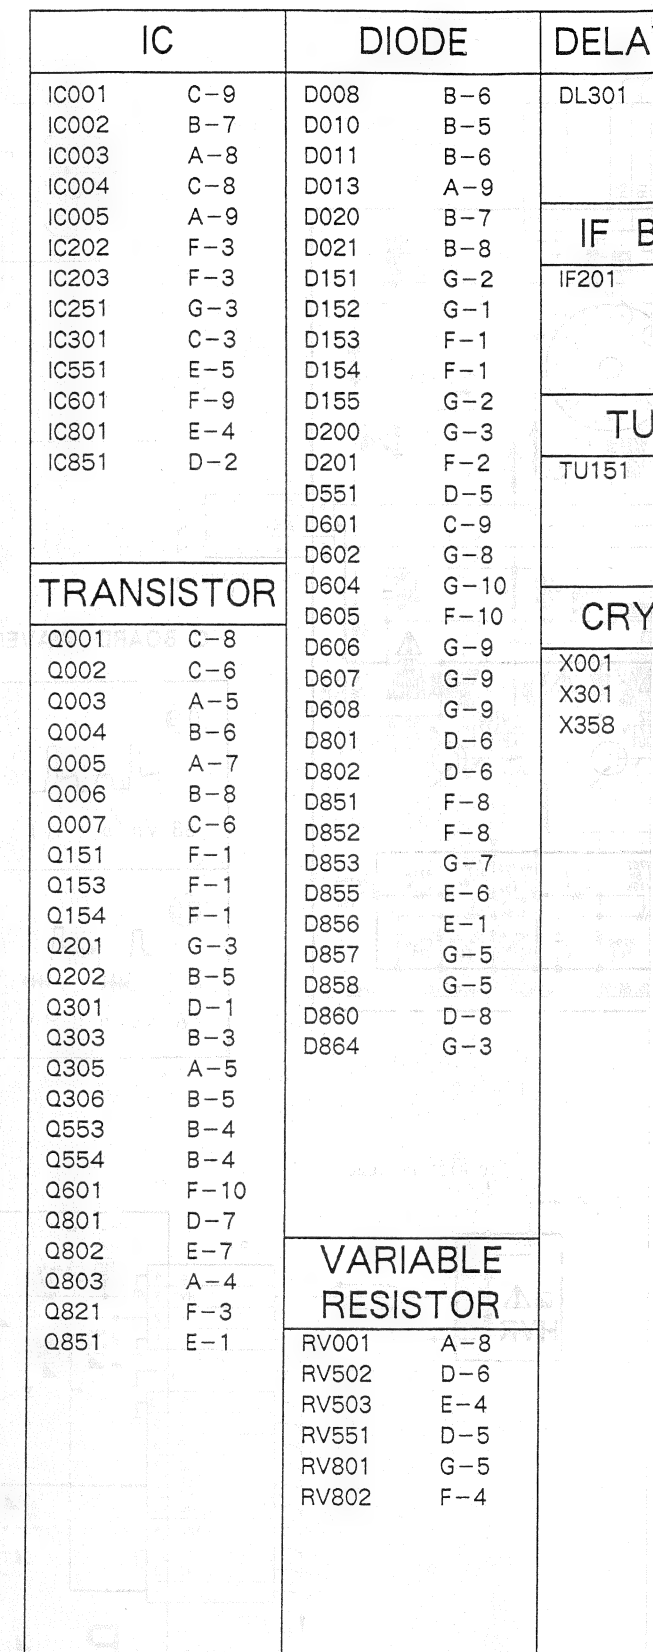 IC
IC001 C-9
IC002 B-7
IC003 A-8
IC004 C-8
IC005 A-9
IC202 F-3
IC203 F-3
IC251 G-3
IC301 C-3
IC551 E-5
IC601 F-9
IC801 E-4
IC851 D-2
TRANSISTOR
Q001 C-8
Q002 C-6
Q003 A-5
Q004 B-6
Q005 A-7
Q006 B-8
Q007 C-6
Q151 F-1
Q153 F-1
Q154 F-1
Q201 G-3
Q202 B-5
Q301 D-1
Q303 B-3
Q305 A-5
Q306 B-5
Q553 B-4
Q554 B-4
Q601 F-10
Q801 D-7
Q802 E-7
Q803 A-4
Q821 F-3
Q851 E-1
DIODE
D008 B-6
D010 B-5
D011 B-6
D013 A-9
D020 B-7
D021 B-8
D151 G-2
D152 G-1
D153 F-1
D154 F-1
D155 G-2
D200 G-3
D201 F-2
D551 D-5
D601 C-9
D602 G-8
D604 G-10
D605 F-10
D606 G-9
D607 G-9
D608 G-9
D801 D-6
D802 D-6
D851 F-8
D852 F-8
D853 G-7
D855 E-6
D856 E-1
D857 G-5
D858 G-5
D860 D-8
D864 G-3
VARIABLE
RESISTOR
RV001 A-8
RV502 D-6
RV503 E-4
RV551 D-5
RV801 G-5
RV802 F-4
DELA
DL301
IF B
IF201
TU
TU151
CRY
X001
X301
X358